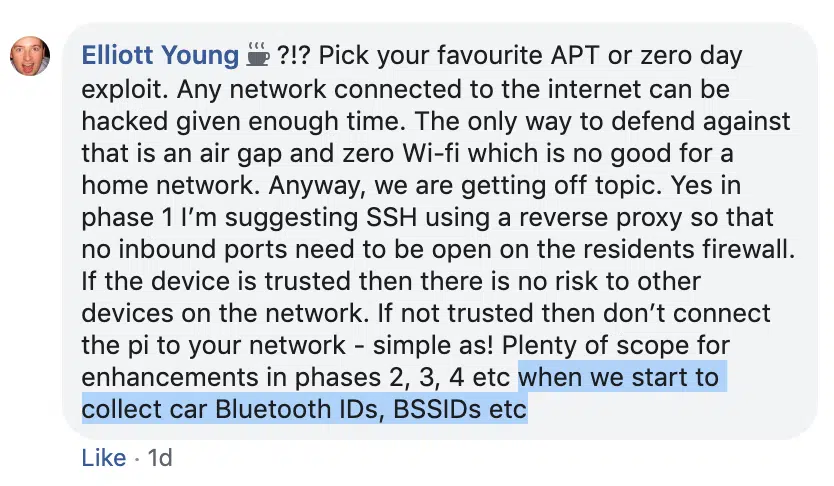 Elliott Young ☕ ?!? Pick your favourite APT or zero day
exploit. Any network connected to the internet can be
hacked given enough time. The only way to defend against
that is an air gap and zero Wi-fi which is no good for a
home network. Anyway, we are getting off topic. Yes in
phase 1 I’m suggesting SSH using a reverse proxy so that
no inbound ports need to be open on the residents firewall.
If the device is trusted then there is no risk to other
devices on the network. If not trusted then don’t connect
the pi to your network - simple as! Plenty of scope for
enhancements in phases 2, 3, 4 etc when we start to
collect car Bluetooth IDs, BSSIDs etc
Like · 1d